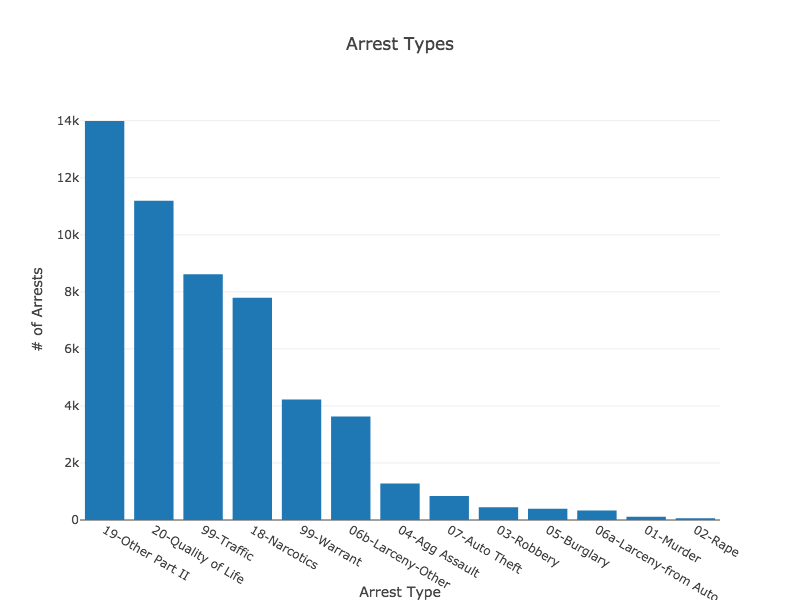 Arrest Types
14k
12k
10k
8k
6k
4k
2k
0
# of Arrests
19-Other Part II
20-Quality of Life
99-Traffic
18-Narcotics
99-Warrant
06b-Larceny-Other
04-Agg Assault
07-Auto Theft
03-Robbery
05-Burglary
06a-Larceny-from Auto
01-Murder
02-Rape
Arrest Type